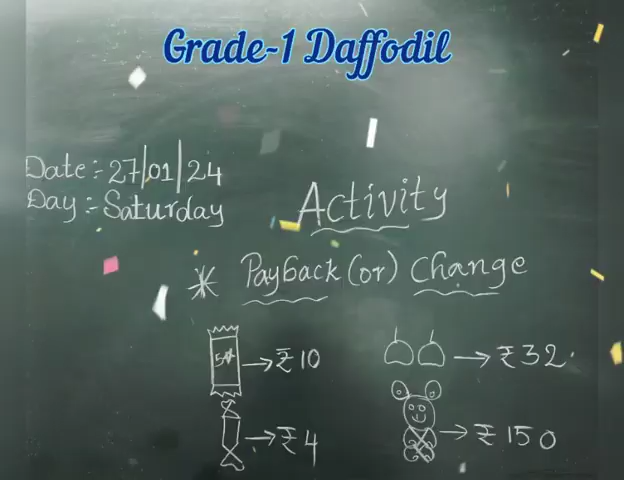 Grade-1 Daffodil
Date:- 27/01/24
Day:- Saturday
Activity
* Payback (or) Change
5* → ₹10
→ ₹32.
→ ₹4
→ ₹150